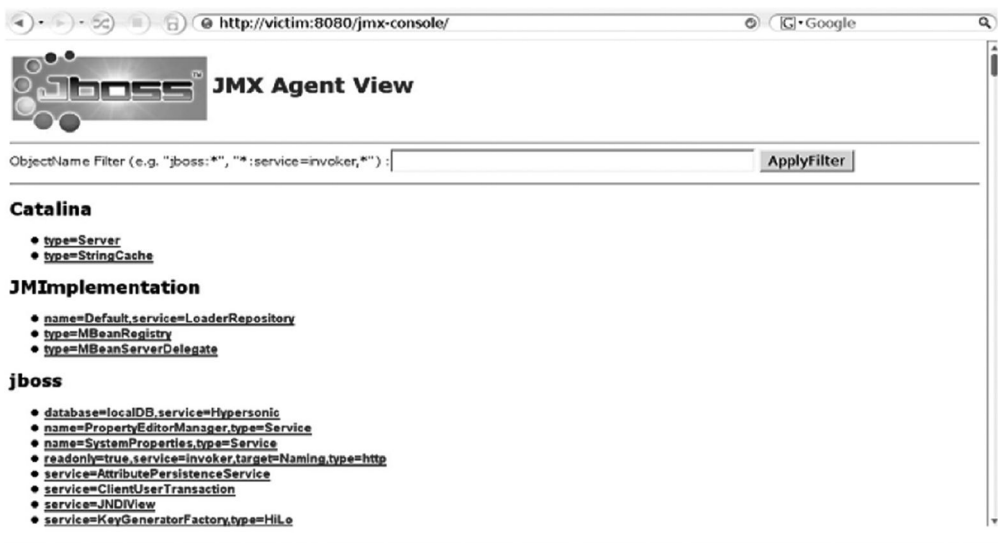 http://victim:8080/jmx-console/
G Google
Jboss™
JMX Agent View
ObjectName Filter (e.g. "jboss:*", "*:service=invoker,*") :
ApplyFilter
Catalina
type=Server
type=StringCache
JMImplementation
name=Default,service=LoaderRepository
type=MBeanRegistry
type=MBeanServerDelegate
jboss
database=localDB,service=Hypersonic
name=PropertyEditorManager,type=Service
name=SystemProperties,type=Service
readonly=true,service=invoker,target=Naming,type=http
service=AttributePersistenceService
service=ClientUserTransaction
service=JNDIView
service=KeyGeneratorFactory,type=HiLo